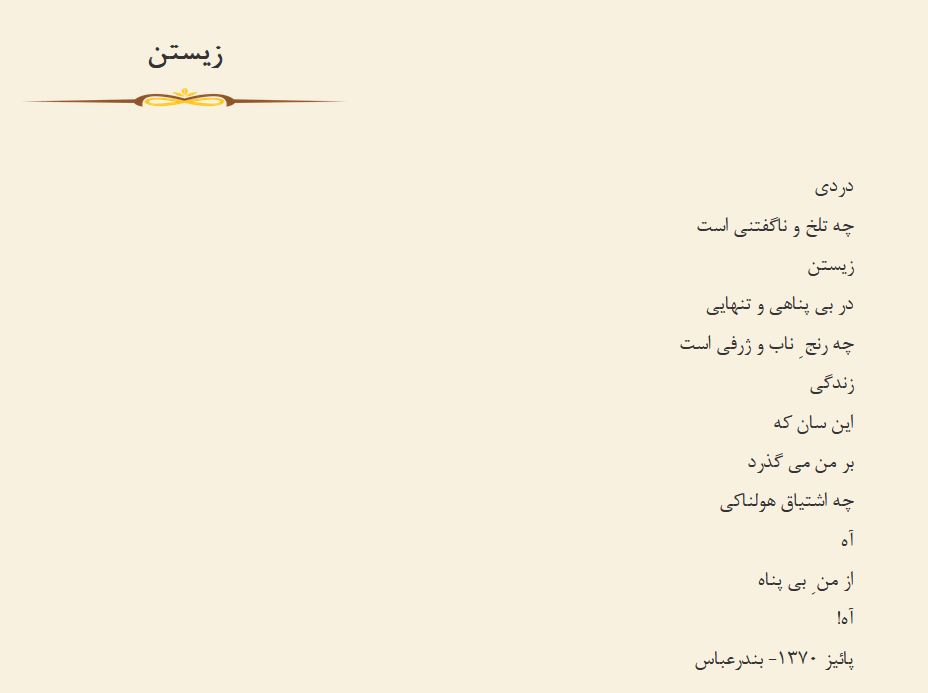 زیستن
دردی
چه تلخ و ناگفتنی است
زیستن
در بی پناهی و تنهایی
چه رنج ِ ناب و ژرفی است
زندگی
این سان که
بر من می گذرد
چه اشتیاق هولناکی
آه
از من ِ بی پناه
آه!
پائیز ۱۳۷۰- بندرعباس